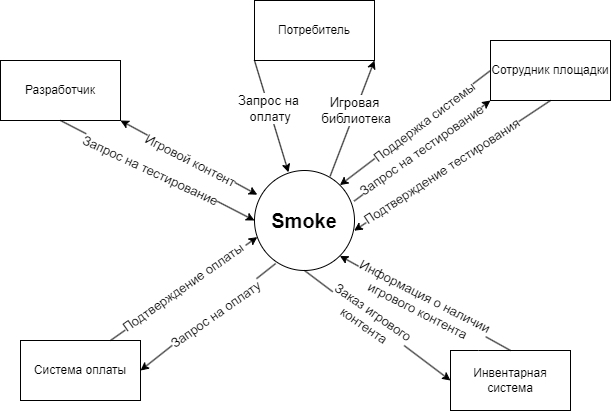 Потребитель
Сотрудник площадки
Разработчик
Запрос на
оплату
Игровая
библиотека
Поддержка системы
Запрос на тестирование
Подтверждение тестирования
Игровой контент
Запрос на тестирование
Smoke
Подтверждение оплаты
Запрос на оплату
Информация о наличии
игрового контента
Заказ игрового
контента
Система оплаты
Инвентарная
система